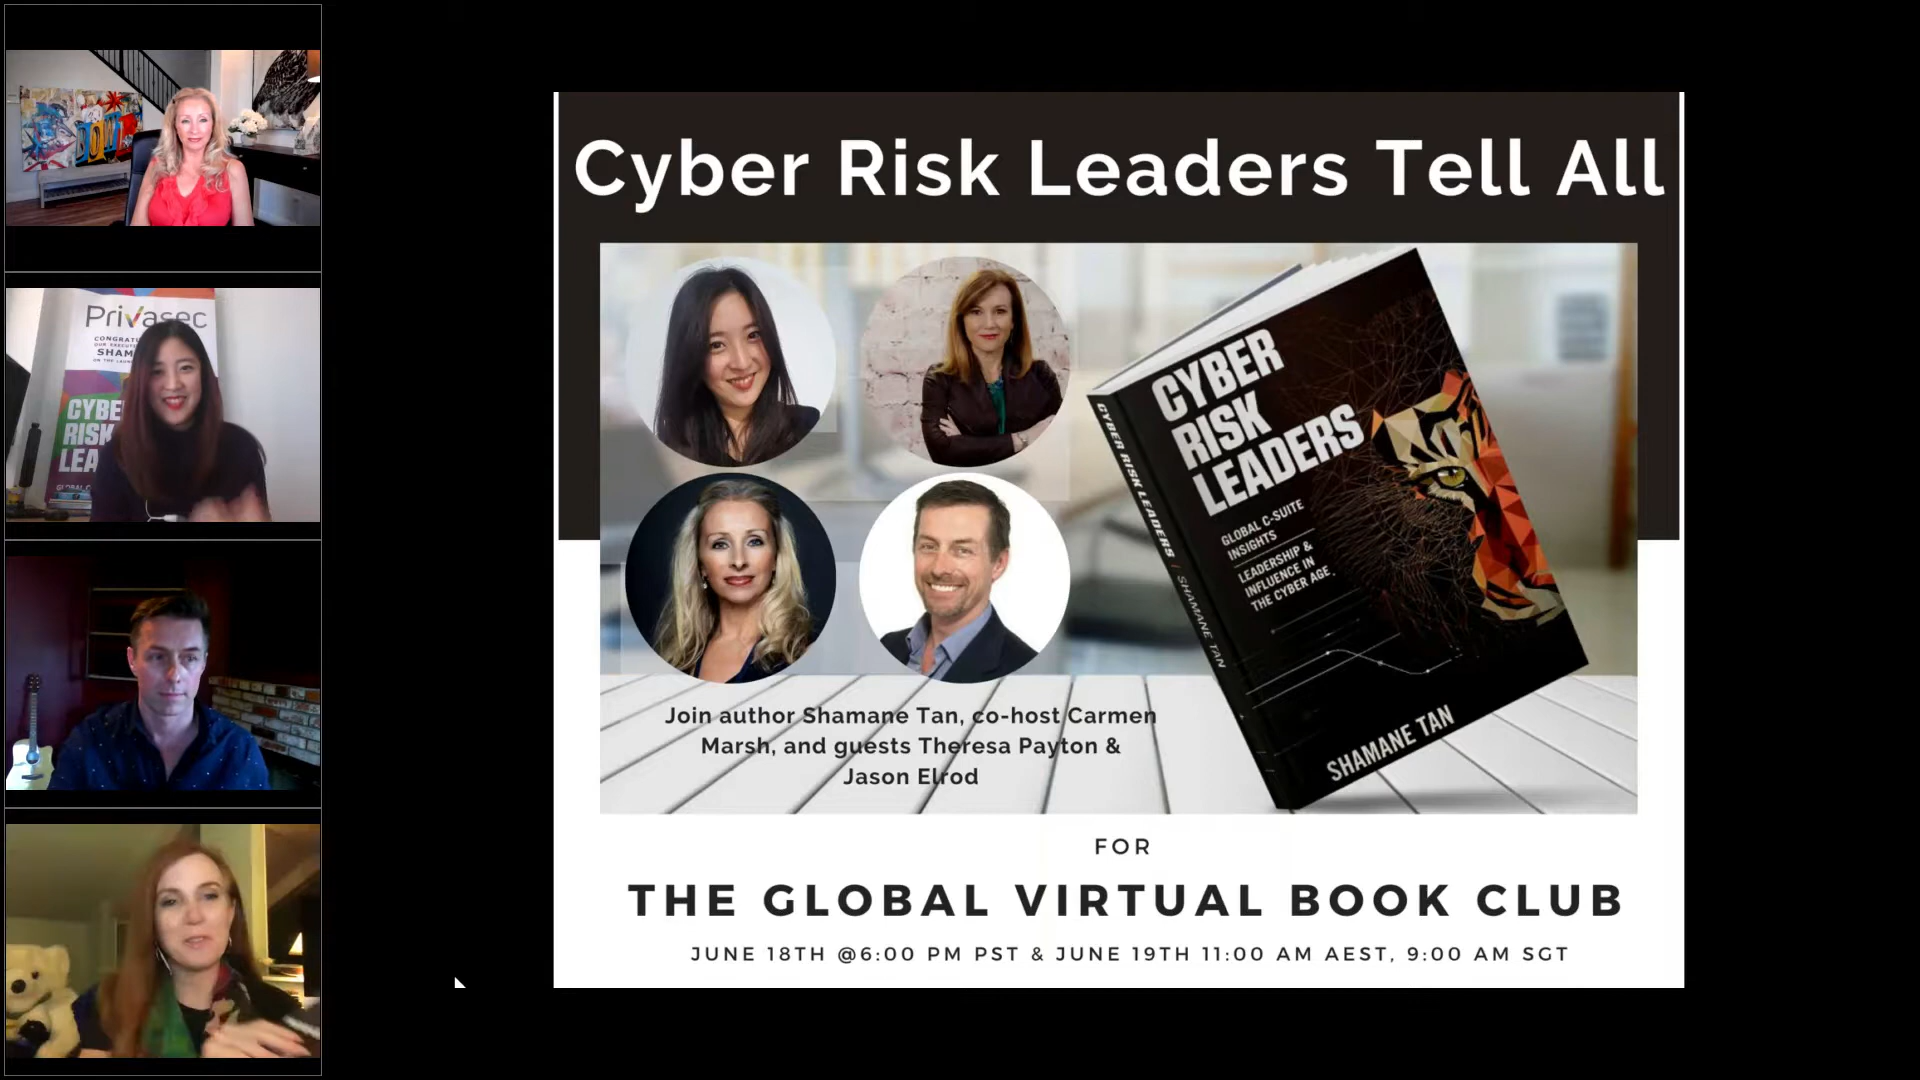 PrivaSec
CONGRATU
SHAM
CYBE
RISK
LEA
Cyber Risk Leaders Tell All
CYBER
RISK
LEADERS
GLOBAL C-SUITE
INSIGHTS
LEADERSHIP &
INFLUENCE IN
THE CYBER AGE.
SHAMANE TAN
CYBER RISK LEADERS | SHAMANE TAN
Join author Shamane Tan, co-host Carmen
Marsh, and guests Theresa Payton &
Jason Elrod
FOR
THE GLOBAL VIRTUAL BOOK CLUB
JUNE 18TH @6:00 PM PST & JUNE 19TH 11:00 AM AEST, 9:00 AM SGT